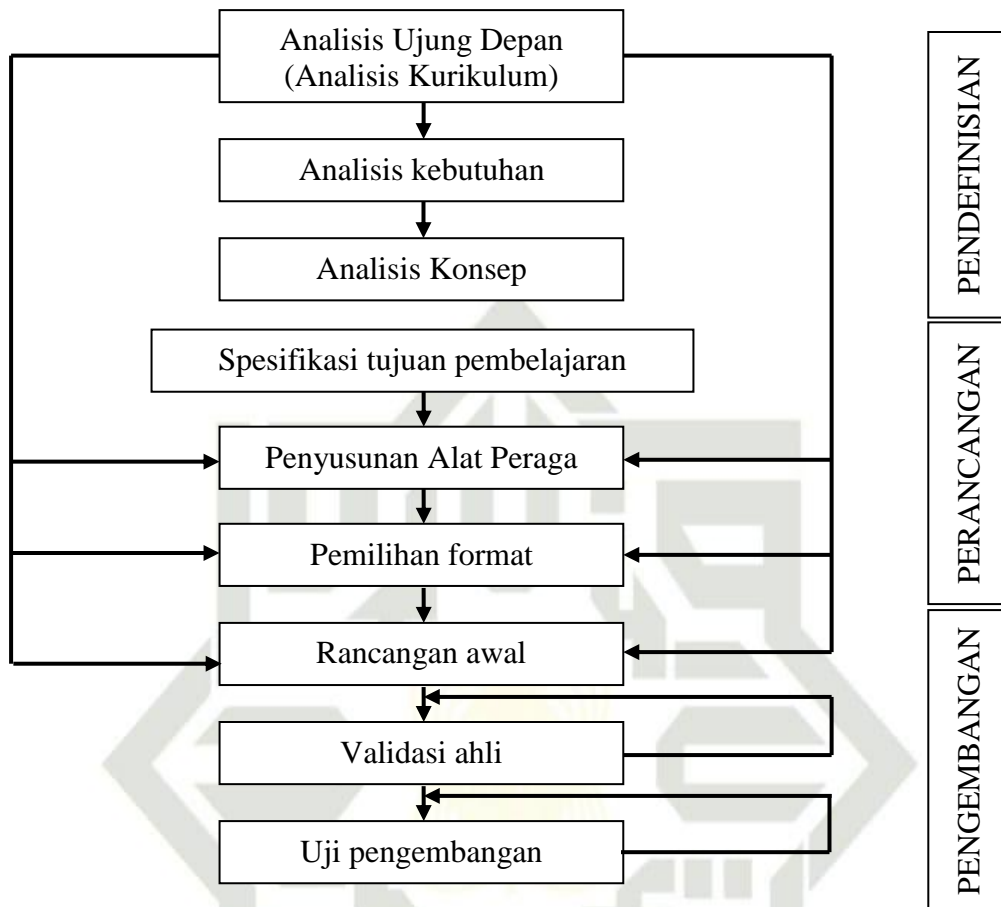 Analisis Ujung Depan
(Analisis Kurikulum)
Analisis kebutuhan
Analisis Konsep
Spesifikasi tujuan pembelajaran
Penyusunan Alat Peraga
Pemilihan format
Rancangan awal
Validasi ahli
Uji pengembangan
PENDEFINISIAN
PERANCANGAN
PENGEMBANGAN